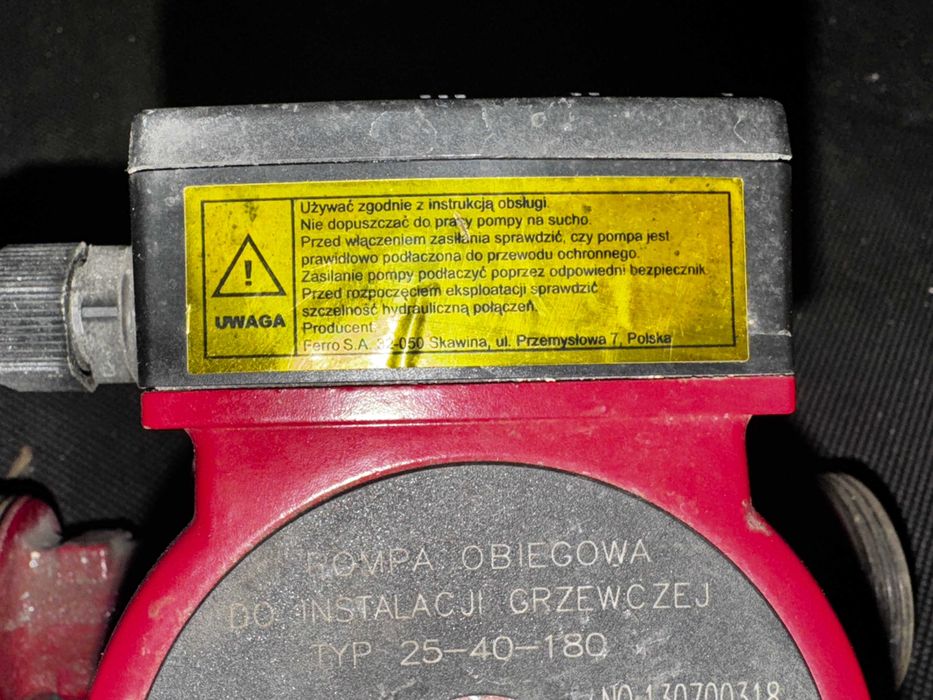 Używać zgodnie z instrukcją obsługi.
Nie dopuszczać do pracy pompy na sucho.
Przed włączeniem zasilania sprawdzić, czy pompa jest
prawidłowo podłączona do przewodu ochronnego.
Zasilanie pompy podłączyć poprzez odpowiedni bezpiecznik.
Przed rozpoczęciem eksploatacji sprawdzić
szczelność hydrauliczną połączeń.
UWAGA
Producent:
Ferro S.A. 32-050 Skawina, ul. Przemysłowa 7, Polska
POMPA OBIEGOWA
DO INSTALACJI GRZEWCZEJ
TYP 25-40-180
NO 130700318